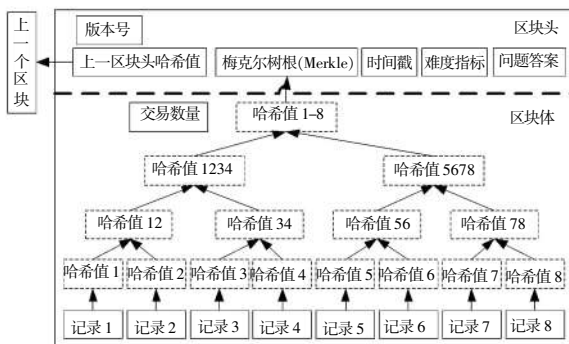 上一个区块
区块头
版本号
上一区块头哈希值
梅克尔树根(Merkle)
时间戳
难度指标
问题答案
交易数量
哈希值 1–8
区块体
哈希值 1234
哈希值 5678
哈希值 12
哈希值 34
哈希值 56
哈希值 78
哈希值 1
哈希值 2
哈希值 3
哈希值 4
哈希值 5
哈希值 6
哈希值 7
哈希值 8
记录 1
记录 2
记录 3
记录 4
记录 5
记录 6
记录 7
记录 8